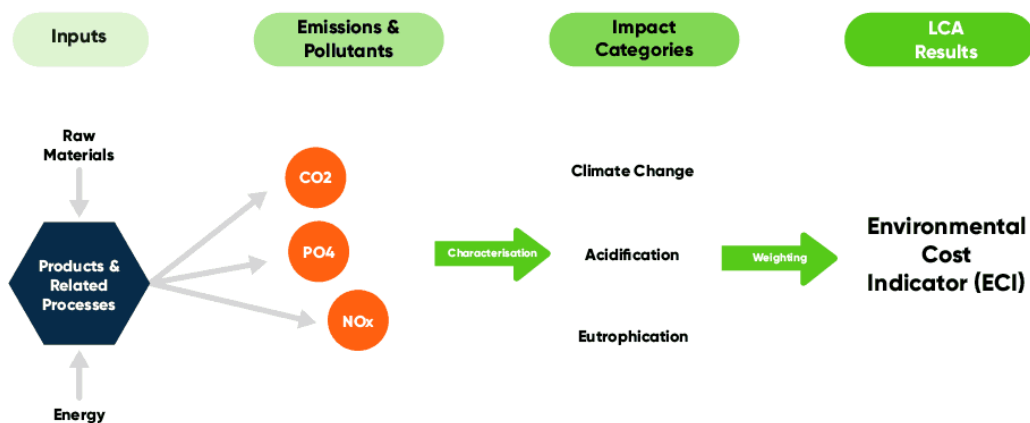 Inputs
Emissions &
Pollutants
Impact
Categories
LCA
Results
Raw
Materials
Products &
Related
Processes
Energy
CO2
PO4
NOx
Characterisation
Climate Change
Acidification
Eutrophication
Weighting
Environmental
Cost
Indicator (ECI)